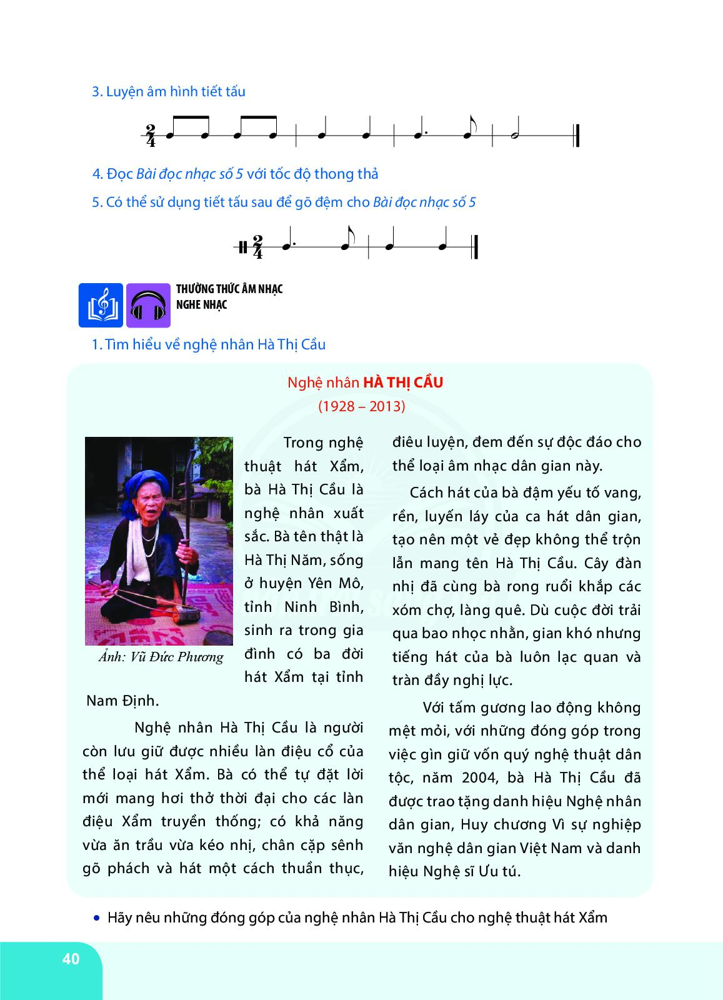 3. Luyện âm hình tiết tấu
2
4
4. Đọc Bài đọc nhạc số 5 với tốc độ thong thả
5. Có thể sử dụng tiết tấu sau để gõ đệm cho Bài đọc nhạc số 5
2
4
THƯỜNG THỨC ÂM NHẠC
NGHE NHẠC
1. Tìm hiểu về nghệ nhân Hà Thị Cầu
Nghệ nhân HÀ THỊ CẦU
(1928 – 2013)
Trong nghệ
thuật hát Xẩm,
bà Hà Thị Cầu là
nghệ nhân xuất
sắc. Bà tên thật là
Hà Thị Năm, sống
ở huyện Yên Mô,
tỉnh Ninh Bình,
sinh ra trong gia
đình có ba đời
hát Xẩm tại tỉnh
Nam Định.
Ảnh: Vũ Đức Phương
Nghệ nhân Hà Thị Cầu là người
còn lưu giữ được nhiều làn điệu cổ của
thể loại hát Xẩm. Bà có thể tự đặt lời
mới mang hơi thở thời đại cho các làn
điệu Xẩm truyền thống; có khả năng
vừa ăn trầu vừa kéo nhị, chân cặp sênh
gõ phách và hát một cách thuần thục,
điêu luyện, đem đến sự độc đáo cho
thể loại âm nhạc dân gian này.
Cách hát của bà đậm yếu tố vang,
rền, luyến láy của ca hát dân gian,
tạo nên một vẻ đẹp không thể trộn
lẫn mang tên Hà Thị Cầu. Cây đàn
nhị đã cùng bà rong ruổi khắp các
xóm chợ, làng quê. Dù cuộc đời trải
qua bao nhọc nhằn, gian khó nhưng
tiếng hát của bà luôn lạc quan và
tràn đầy nghị lực.
Với tấm gương lao động không
mệt mỏi, với những đóng góp trong
việc gìn giữ vốn quý nghệ thuật dân
tộc, năm 2004, bà Hà Thị Cầu đã
được trao tặng danh hiệu Nghệ nhân
dân gian, Huy chương Vì sự nghiệp
văn nghệ dân gian Việt Nam và danh
hiệu Nghệ sĩ Ưu tú.
• Hãy nêu những đóng góp của nghệ nhân Hà Thị Cầu cho nghệ thuật hát Xẩm
40